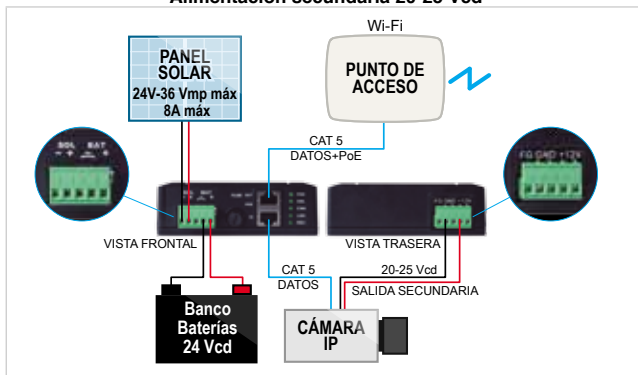 Alimentación secundaria 20-25 Vcd
Wi-Fi
PANEL
SOLAR
24V-36 Vmp máx
8A máx
PUNTO DE
ACCESO
CAT 5
DATOS+PoE
SOL BAT
- + - +
FG GND +12V
VISTA FRONTAL
VISTA TRASERA
CAT 5
DATOS
20-25 Vcd
SALIDA SECUNDARIA
Banco
Baterías
24 Vcd
CÁMARA
IP